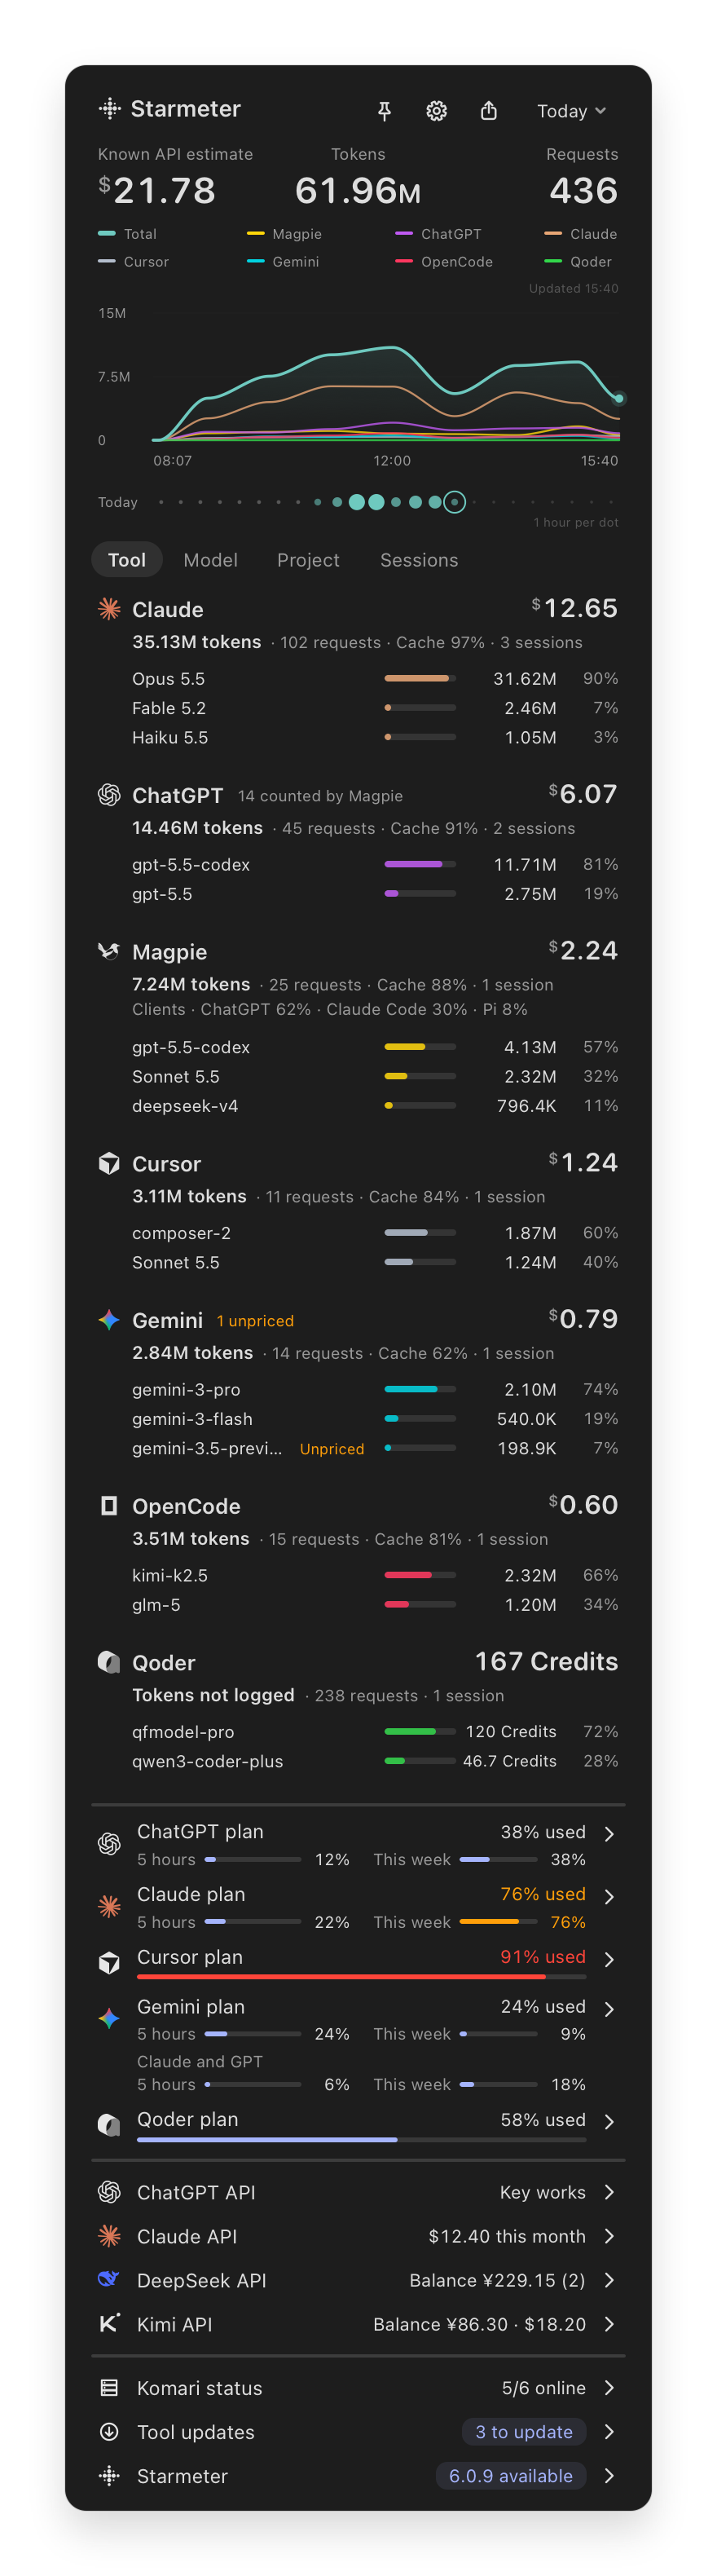 Starmeter
Today
Known API estimate Tokens Requests
$21.78 61.96M 436
Total Magpie ChatGPT Claude
Cursor Gemini OpenCode Qoder
Updated 15:40
15M
7.5M
0
08:07 12:00 15:40
Today
1 hour per dot
Tool Model Project Sessions
Claude $12.65
35.13M tokens · 102 requests · Cache 97% · 3 sessions
Opus 5.5 31.62M 90%
Fable 5.2 2.46M 7%
Haiku 5.5 1.05M 3%
ChatGPT 14 counted by Magpie $6.07
14.46M tokens · 45 requests · Cache 91% · 2 sessions
gpt-5.5-codex 11.71M 81%
gpt-5.5 2.75M 19%
Magpie $2.24
7.24M tokens · 25 requests · Cache 88% · 1 session
Clients · ChatGPT 62% · Claude Code 30% · Pi 8%
gpt-5.5-codex 4.13M 57%
Sonnet 5.5 2.32M 32%
deepseek-v4 796.4K 11%
Cursor $1.24
3.11M tokens · 11 requests · Cache 84% · 1 session
composer-2 1.87M 60%
Sonnet 5.5 1.24M 40%
Gemini 1 unpriced $0.79
2.84M tokens · 14 requests · Cache 62% · 1 session
gemini-3-pro 2.10M 74%
gemini-3-flash 540.0K 19%
gemini-3.5-previ... Unpriced 198.9K 7%
OpenCode $0.60
3.51M tokens · 15 requests · Cache 81% · 1 session
kimi-k2.5 2.32M 66%
glm-5 1.20M 34%
Qoder 167 Credits
Tokens not logged · 238 requests · 1 session
qfmodel-pro 120 Credits 72%
qwen3-coder-plus 46.7 Credits 28%
ChatGPT plan 38% used
5 hours 12% This week 38%
Claude plan 76% used
5 hours 22% This week 76%
Cursor plan 91% used
Gemini plan 24% used
5 hours 24% This week 9%
Claude and GPT
5 hours 6% This week 18%
Qoder plan 58% used
ChatGPT API Key works
Claude API $12.40 this month
DeepSeek API Balance ¥229.15 (2)
Kimi API Balance ¥86.30 · $18.20
Komari status 5/6 online
Tool updates 3 to update
Starmeter 6.0.9 available